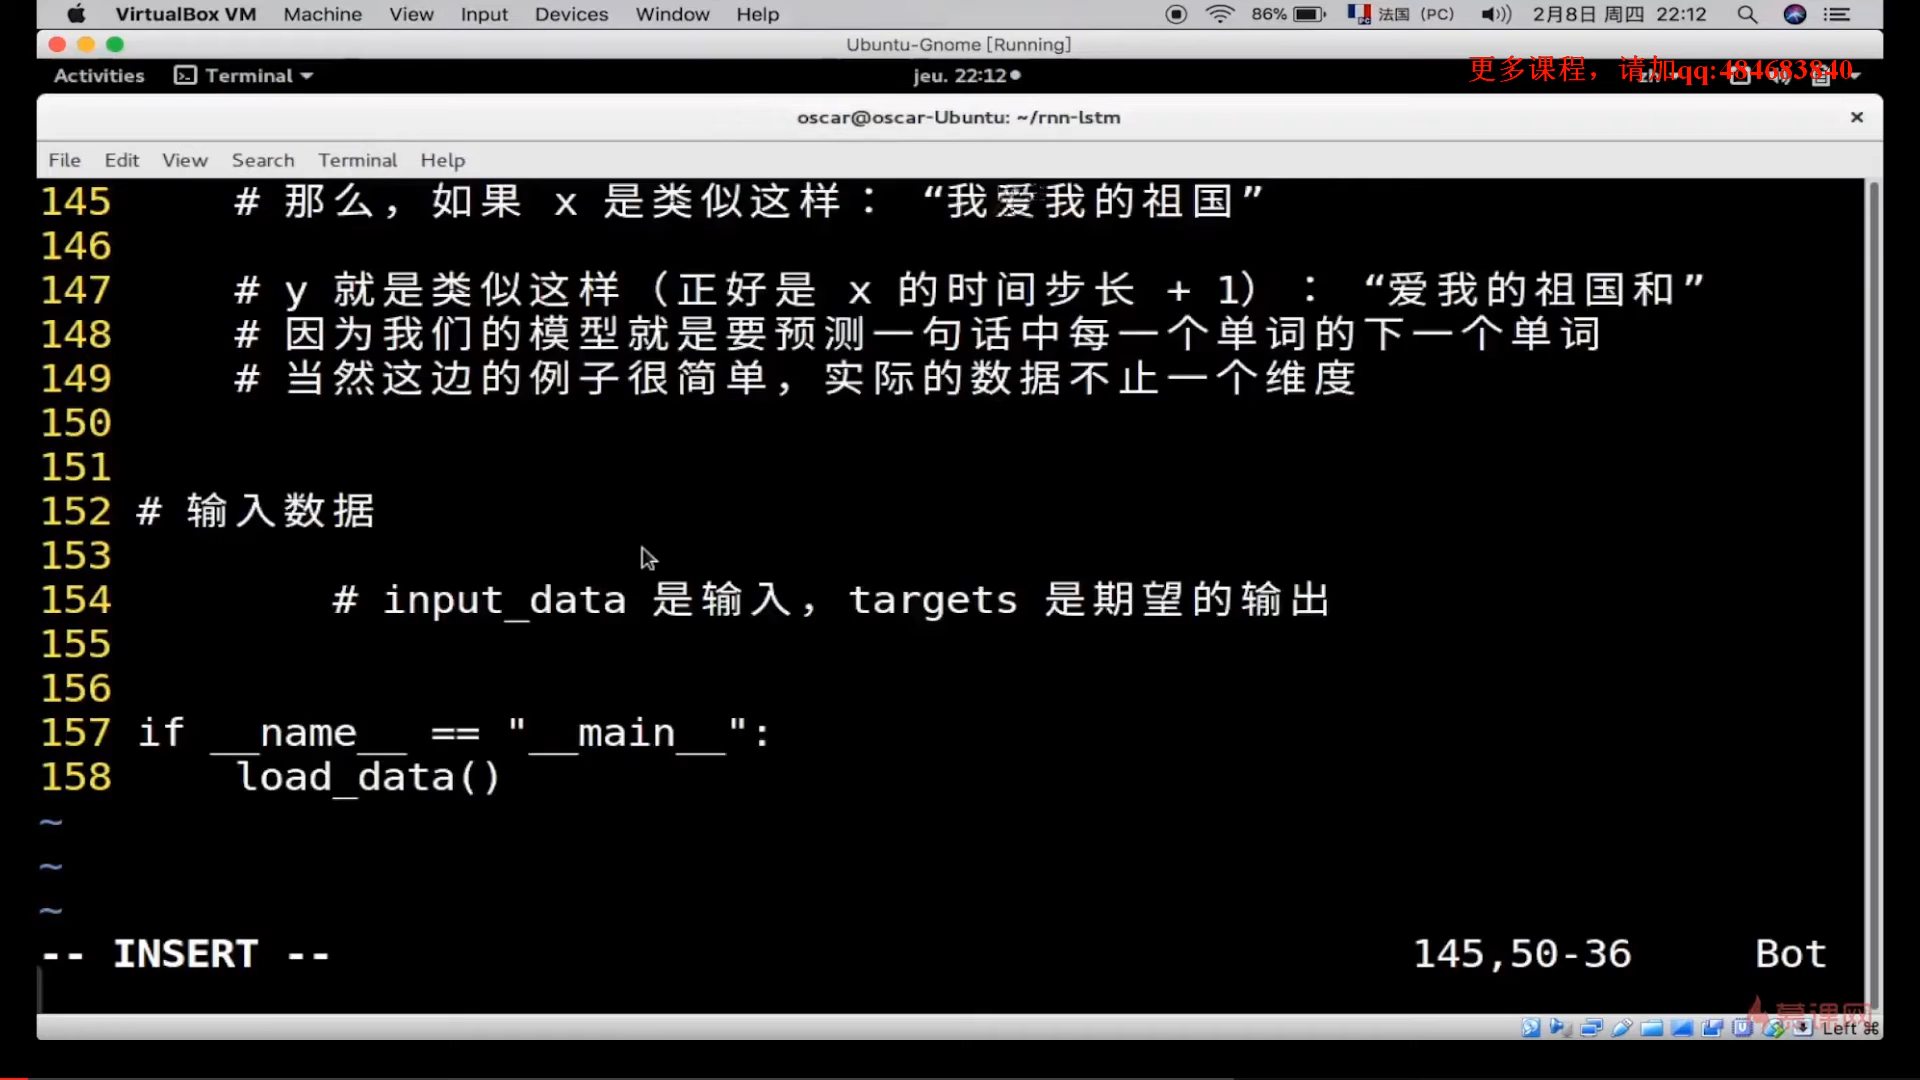 VirtualBox VM Machine View Input Devices Window Help 86% 法国 (PC) 2月8日 周四 22:12
Ubuntu-Gnome [Running]
Activities Terminal jeu. 22:12
更多课程，请加qq:484683840
oscar@oscar-Ubuntu: ~/rnn-lstm
File Edit View Search Terminal Help
145 # 那么，如果 x 是类似这样： “我爱我的祖国”
146
147 # y 就是类似这样（正好是 x 的时间步长 + 1）： “爱我的祖国和”
148 # 因为我们的模型就是要预测一句话中每一个单词的下一个单词
149 # 当然这边的例子很简单，实际的数据不止一个维度
150
151
152 # 输入数据
153
154 # input_data 是输入，targets 是期望的输出
155
156
157 if __name__ == "__main__":
158 load_data()
~
~
~
-- INSERT -- 145,50-36 Bot
慕课网
Left ⌘